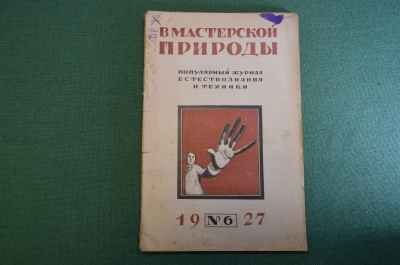 В МАСТЕРСКОЙ
ПРИРОДЫ
ПОПУЛЯРНЫЙ ЖУРНАЛ
ЕСТЕСТВОЗНАНИЯ
И ТЕХНИКИ
19 №6 27